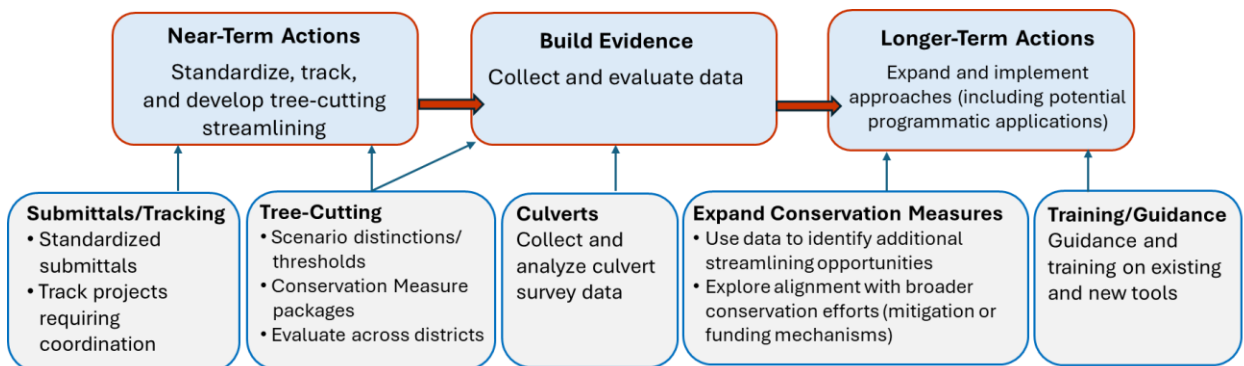 Near-Term Actions
Standardize, track,
and develop tree-cutting
streamlining
Build Evidence
Collect and evaluate data
Longer-Term Actions
Expand and implement
approaches (including potential
programmatic applications)
Submittals/Tracking
• Standardized
submittals
• Track projects
requiring
coordination
Tree-Cutting
• Scenario distinctions/
thresholds
• Conservation Measure
packages
• Evaluate across districts
Culverts
Collect and
analyze culvert
survey data
Expand Conservation Measures
• Use data to identify additional
streamlining opportunities
• Explore alignment with broader
conservation efforts (mitigation or
funding mechanisms)
Training/Guidance
Guidance and
training on existing
and new tools